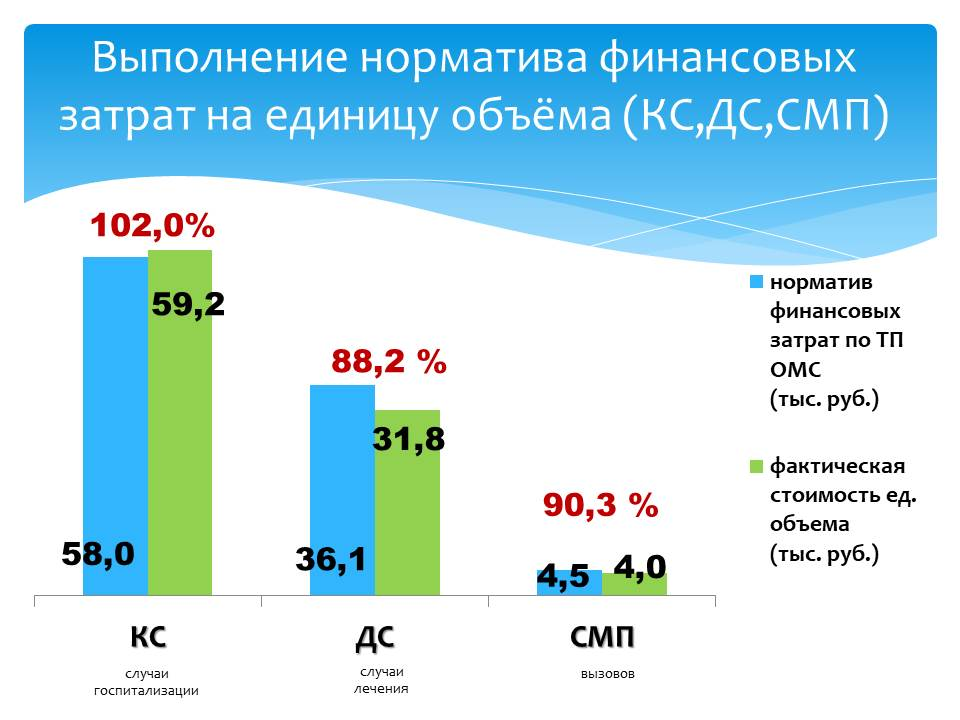 Выполнение норматива финансовых
затрат на единицу объёма (КС,ДС,СМП)
102,0%
59,2
58,0
88,2 %
31,8
36,1
90,3 %
4,5
4,0
КС
случаи
госпитализации
ДС
случаи
лечения
СМП
вызовов
норматив
финансовых
затрат по ТП
ОМС
(тыс. руб.)
фактическая
стоимость ед.
объема
(тыс. руб.)